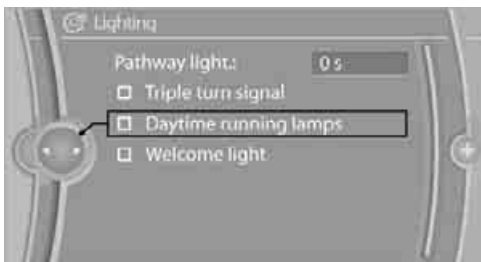 Lighting
Pathway light.: 0 s
Triple turn signal
Daytime running lamps
Welcome light